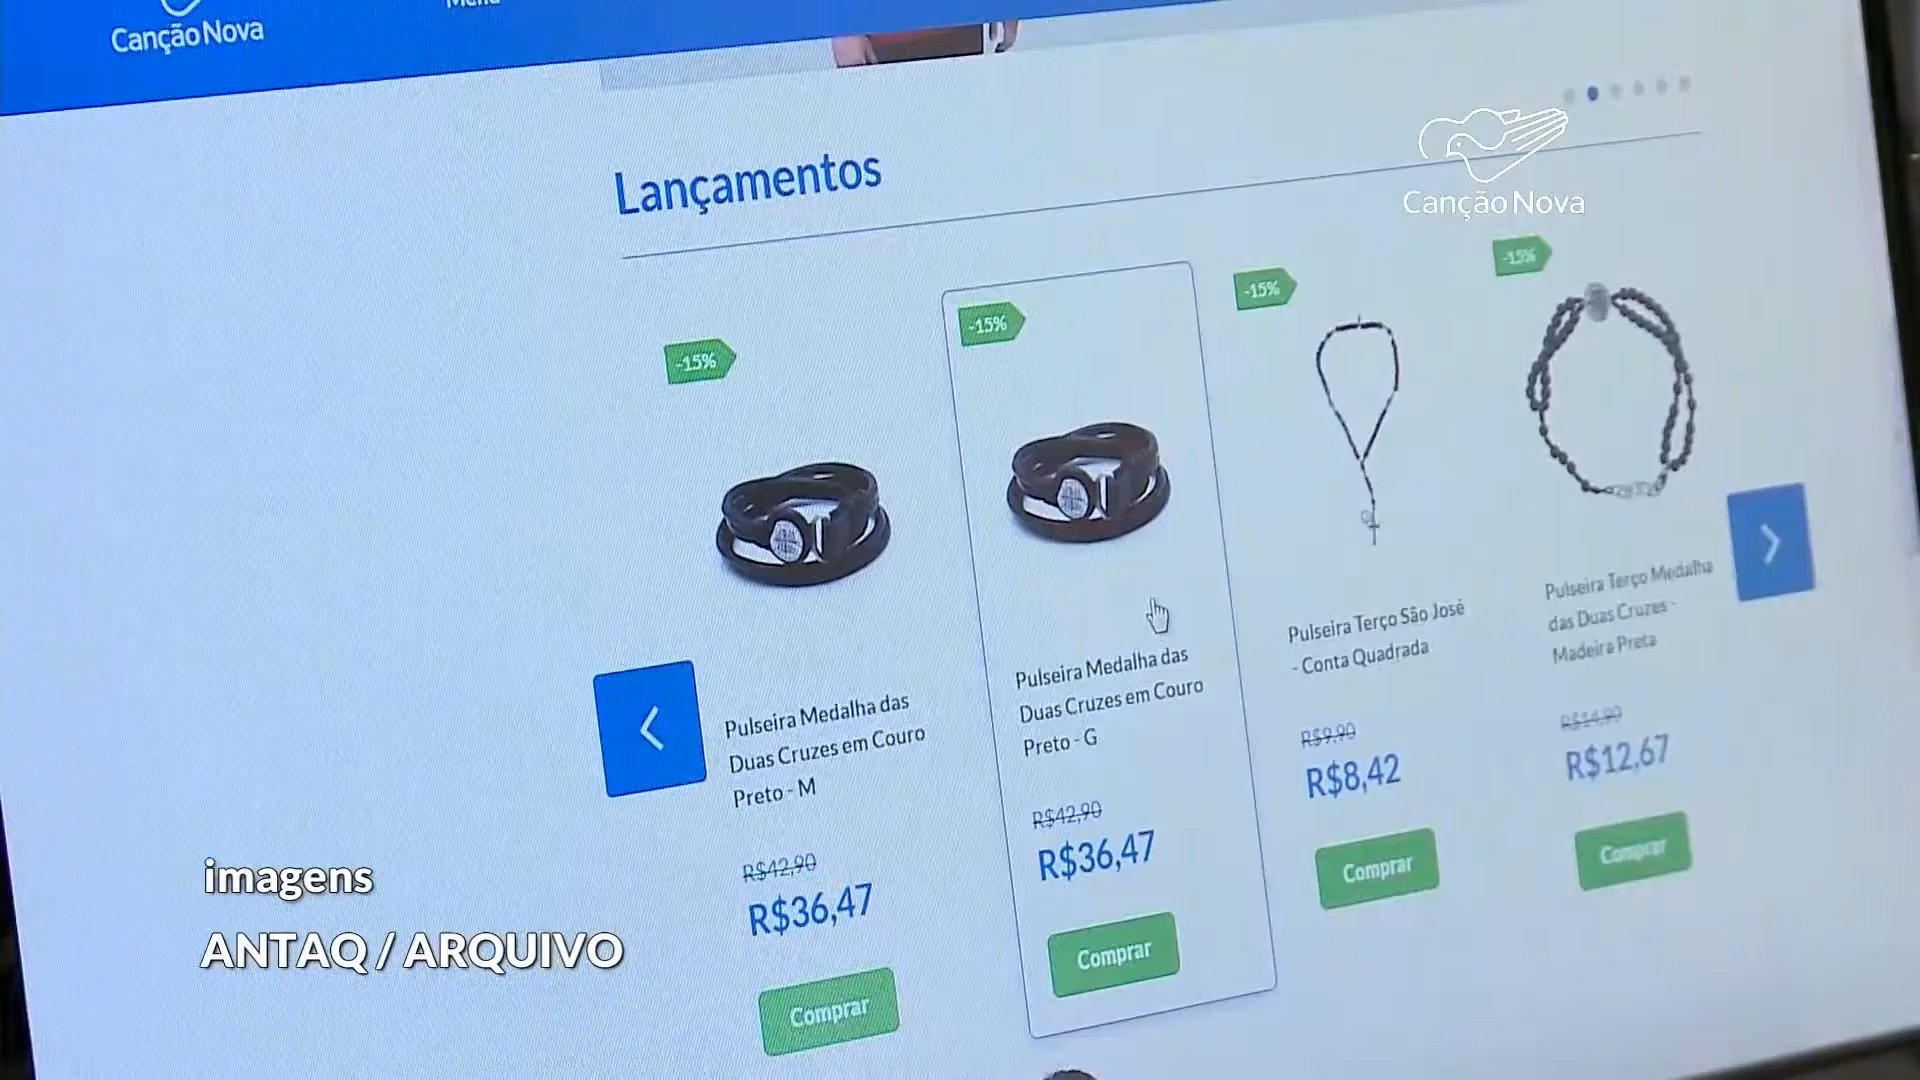 Canção Nova
Menu
Lançamentos
Canção Nova
-15%
Pulseira Medalha das
Duas Cruzes em Couro
Preto - M
R$42,90
R$36,47
Comprar
-15%
Pulseira Medalha das
Duas Cruzes em Couro
Preto - G
R$42,90
R$36,47
Comprar
-15%
Pulseira Terço São José
- Conta Quadrada
R$9,90
R$8,42
Comprar
-15%
Pulseira Terço Medalha
das Duas Cruzes -
Madeira Preta
R$14,90
R$12,67
Comprar
imagens
ANTAQ / ARQUIVO